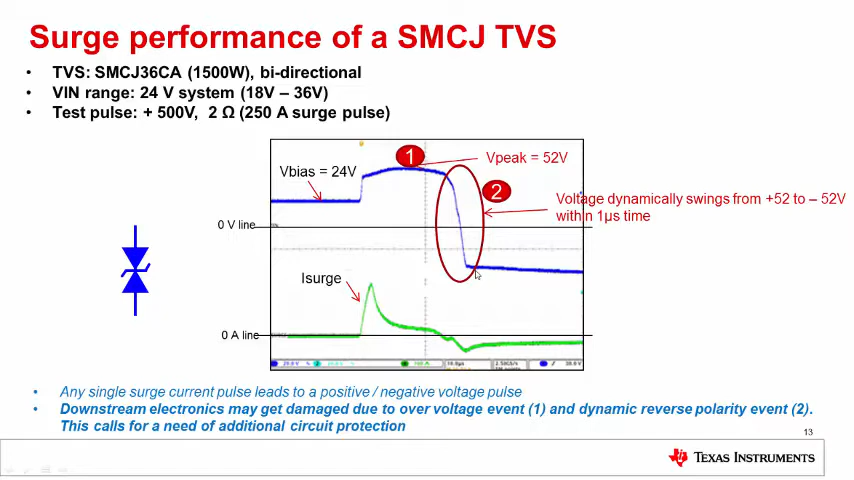 Surge performance of a SMCJ TVS
• TVS: SMCJ36CA (1500W), bi-directional
• VIN range: 24 V system (18V – 36V)
• Test pulse: + 500V, 2 Ω (250 A surge pulse)
1
Vpeak = 52V
Vbias = 24V
2
Voltage dynamically swings from +52 to – 52V
within 1µs time
0 V line
Isurge
0 A line
• Any single surge current pulse leads to a positive / negative voltage pulse
• Downstream electronics may get damaged due to over voltage event (1) and dynamic reverse polarity event (2).
This calls for a need of additional circuit protection
13
TEXAS INSTRUMENTS